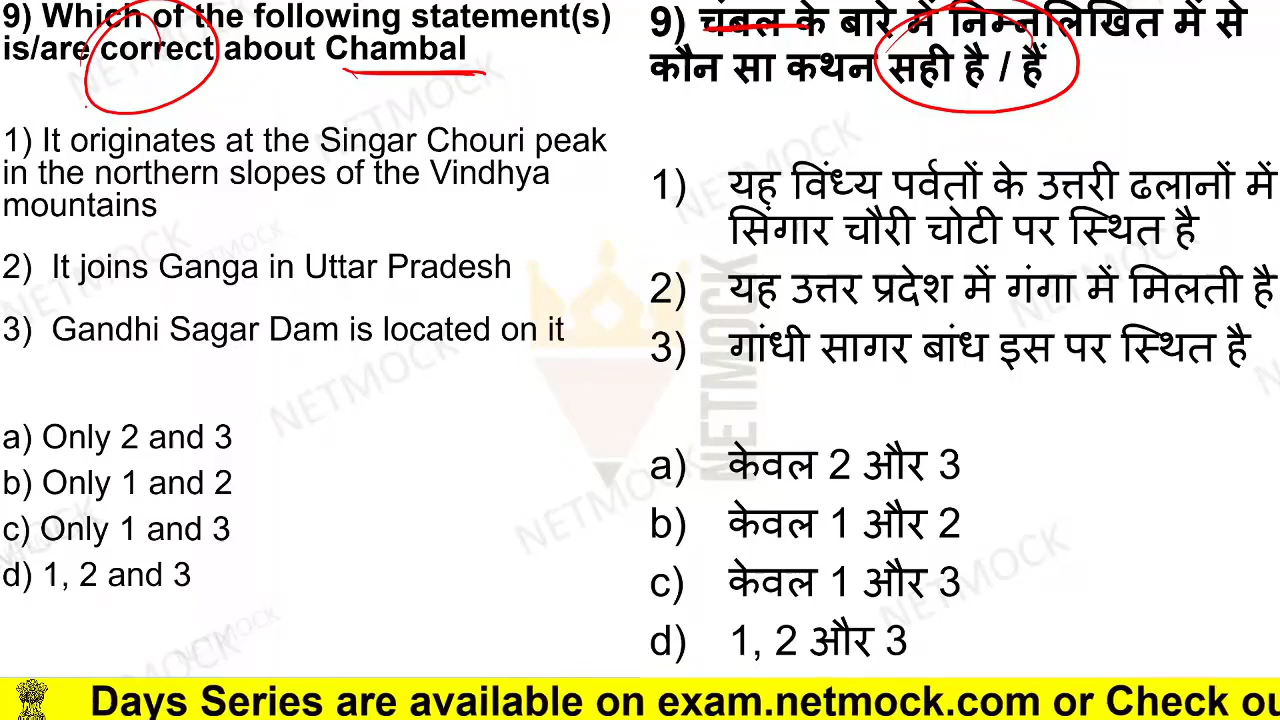 9) Which of the following statement(s)
is/are correct about Chambal
1) It originates at the Singar Chouri peak
in the northern slopes of the Vindhya
mountains
2) It joins Ganga in Uttar Pradesh
3) Gandhi Sagar Dam is located on it
a) Only 2 and 3
b) Only 1 and 2
c) Only 1 and 3
d) 1, 2 and 3
9) चंबल के बारे में निम्नलिखित में से
कौन सा कथन सही है / हैं
1) यह विंध्य पर्वतों के उत्तरी ढलानों में
सिंगार चौरी चोटी पर स्थित है
2) यह उत्तर प्रदेश में गंगा में मिलती है
3) गांधी सागर बांध इस पर स्थित है
a) केवल 2 और 3
b) केवल 1 और 2
c) केवल 1 और 3
d) 1, 2 और 3
NETMOCK
Days Series are available on exam.netmock.com or Check ou